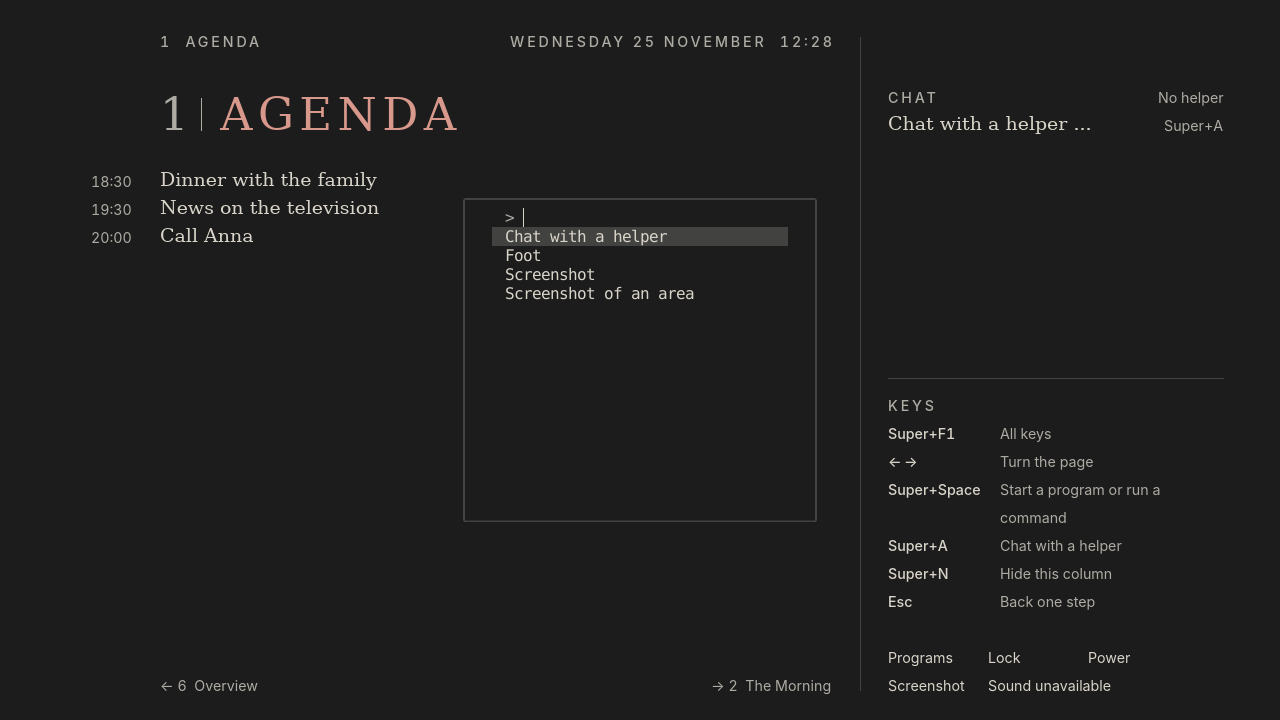 1 AGENDA
WEDNESDAY 25 NOVEMBER 12:28
1 AGENDA
18:30 Dinner with the family
19:30 News on the television
20:00 Call Anna
>
Chat with a helper
Foot
Screenshot
Screenshot of an area
← 6 Overview
→ 2 The Morning
CHAT No helper
Chat with a helper ... Super+A
KEYS
Super+F1 All keys
← → Turn the page
Super+Space Start a program or run a
command
Super+A Chat with a helper
Super+N Hide this column
Esc Back one step
Programs Lock Power
Screenshot Sound unavailable